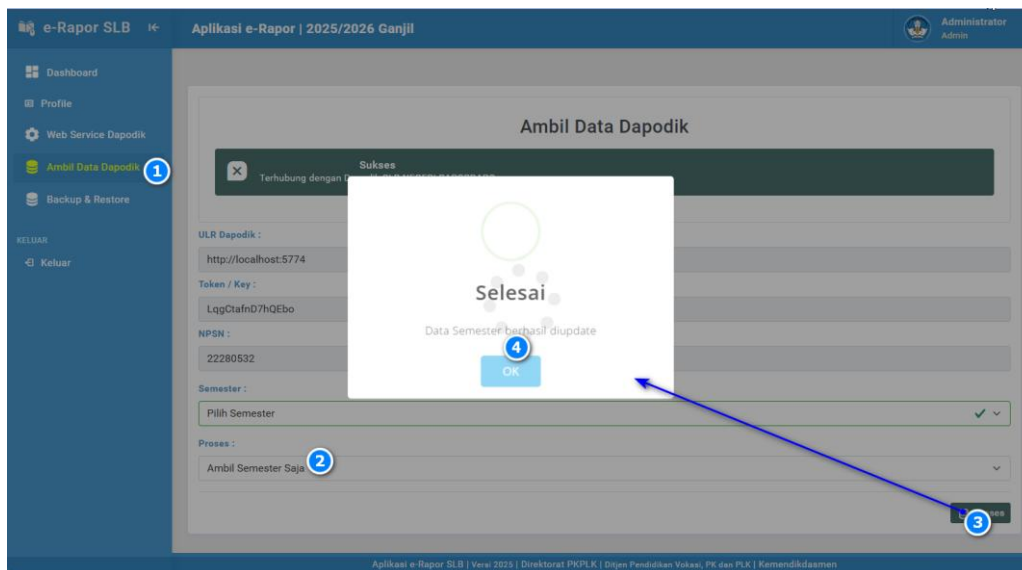 e-Rapor SLB
Aplikasi e-Rapor | 2025/2026 Ganjil
Administrator
Admin
Dashboard
Profile
Web Service Dapodik
Ambil Data Dapodik
1
Backup & Restore
KELUAR
Keluar
Ambil Data Dapodik
Sukses
Terhubung dengan
ULR Dapodik :
http://localhost:5774
Token / Key :
LqgCtafnD7hQEbo
NPSN :
22280532
Semester :
Pilih Semester
Proses :
Ambil Semester Saja
2
Selesai
Data Semester berhasil diupdate
4
OK
3
Aplikasi e-Rapor SLB | Versi 2025 | Direktorat PKPLK | Ditjen Pendidikan Vokasi, PK dan PLK | Kemendikdasmen